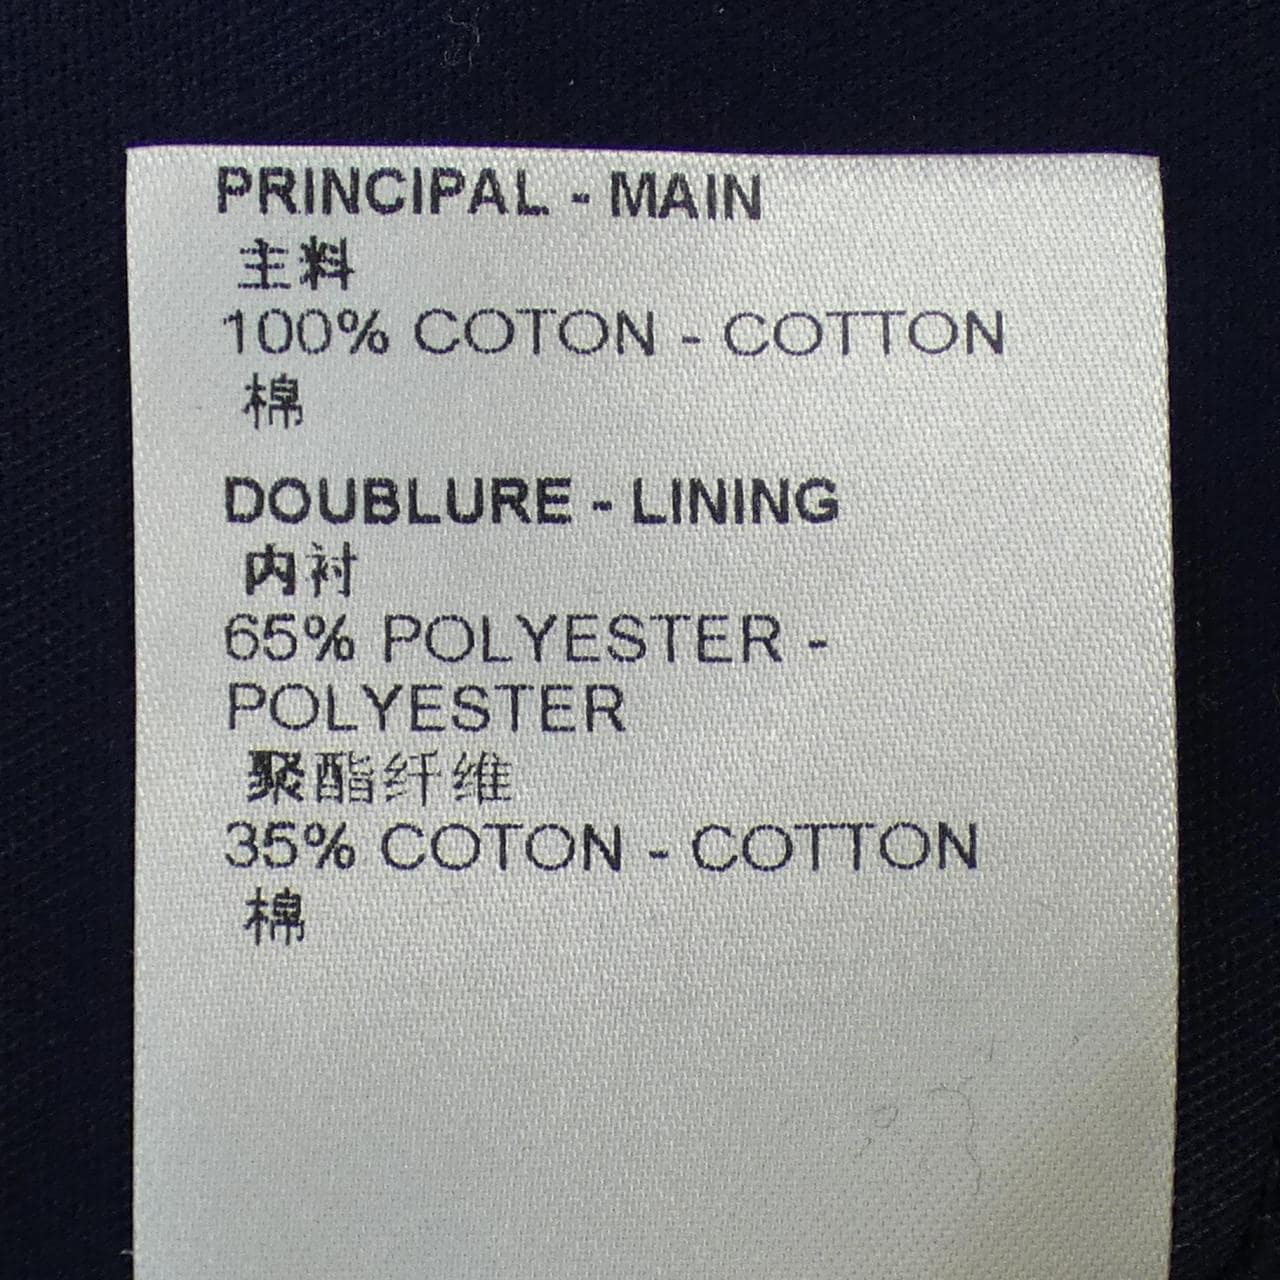 PRINCIPAL - MAIN
主料
100% COTON - COTTON
棉
DOUBLURE - LINING
内衬
65% POLYESTER -
POLYESTER
聚酯纤维
35% COTON - COTTON
棉